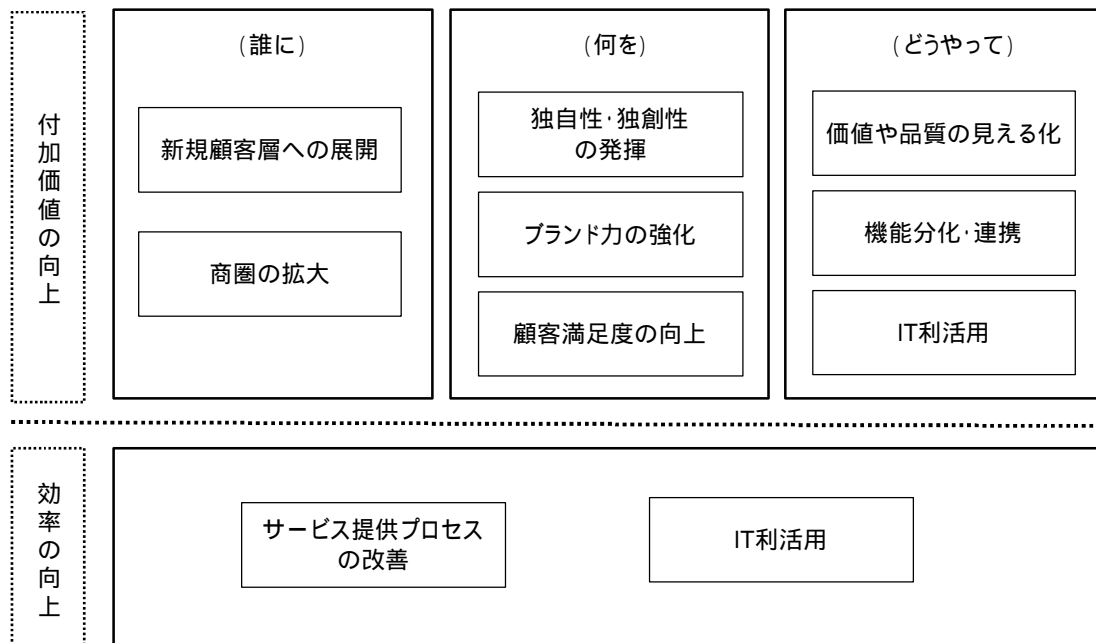 付加価値の向上
(誰に)
新規顧客層への展開
商圏の拡大
(何を)
独自性・独創性
の発揮
ブランド力の強化
顧客満足度の向上
(どうやって)
価値や品質の見える化
機能分化・連携
IT利活用
効率の向上
サービス提供プロセス
の改善
IT利活用